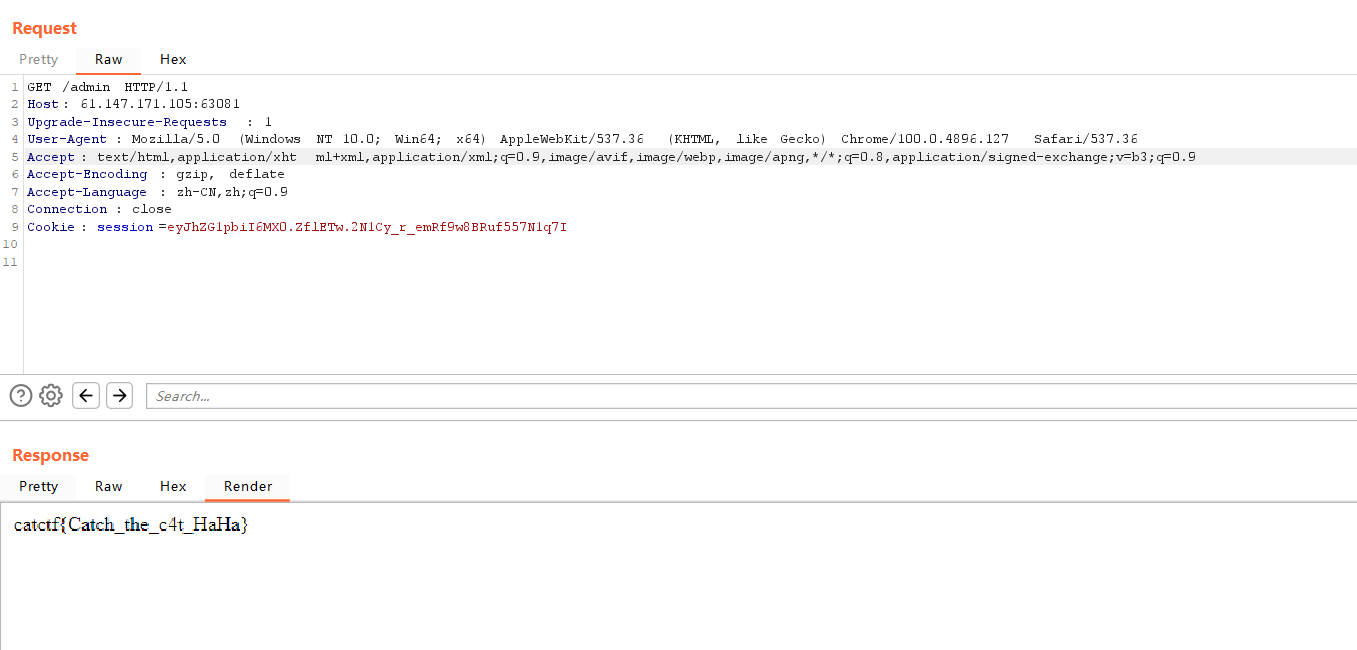 Request
Pretty Raw Hex
1 GET /admin HTTP/1.1
2 Host : 61.147.171.105:63081
3 Upgrade-Insecure-Requests : 1
4 User-Agent : Mozilla/5.0 (Windows NT 10.0; Win64; x64) AppleWebKit/537.36 (KHTML, like Gecko) Chrome/100.0.4896.127 Safari/537.36
5 Accept : text/html,application/xht ml+xml,application/xml;q=0.9,image/avif,image/webp,image/apng,*/*;q=0.8,application/signed-exchange;v=b3;q=0.9
6 Accept-Encoding : gzip, deflate
7 Accept-Language : zh-CN,zh;q=0.9
8 Connection : close
9 Cookie : session =eyJhZG1pbiI6MX0.ZflETw.2N1Cy_r_emRf9w8BRuf557N1q7I
10
11
Search...
Response
Pretty Raw Hex Render
catctf{Catch_the_c4t_HaHa}